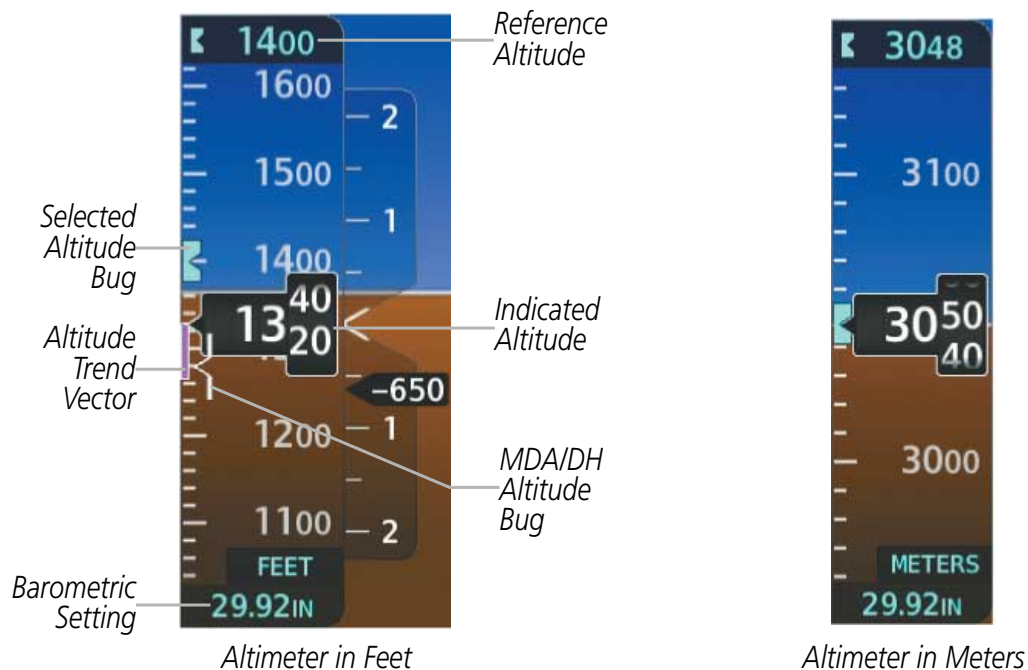 1400
Reference
Altitude
1600
2
1500
1
Selected
Altitude
Bug
1400
40
13
20
Indicated
Altitude
Altitude
Trend
Vector
-650
1
1200
MDA/DH
Altitude
Bug
1100
2
FEET
Barometric
Setting
29.92IN
Altimeter in Feet
3048
3100
3050
40
3000
METERS
29.92IN
Altimeter in Meters